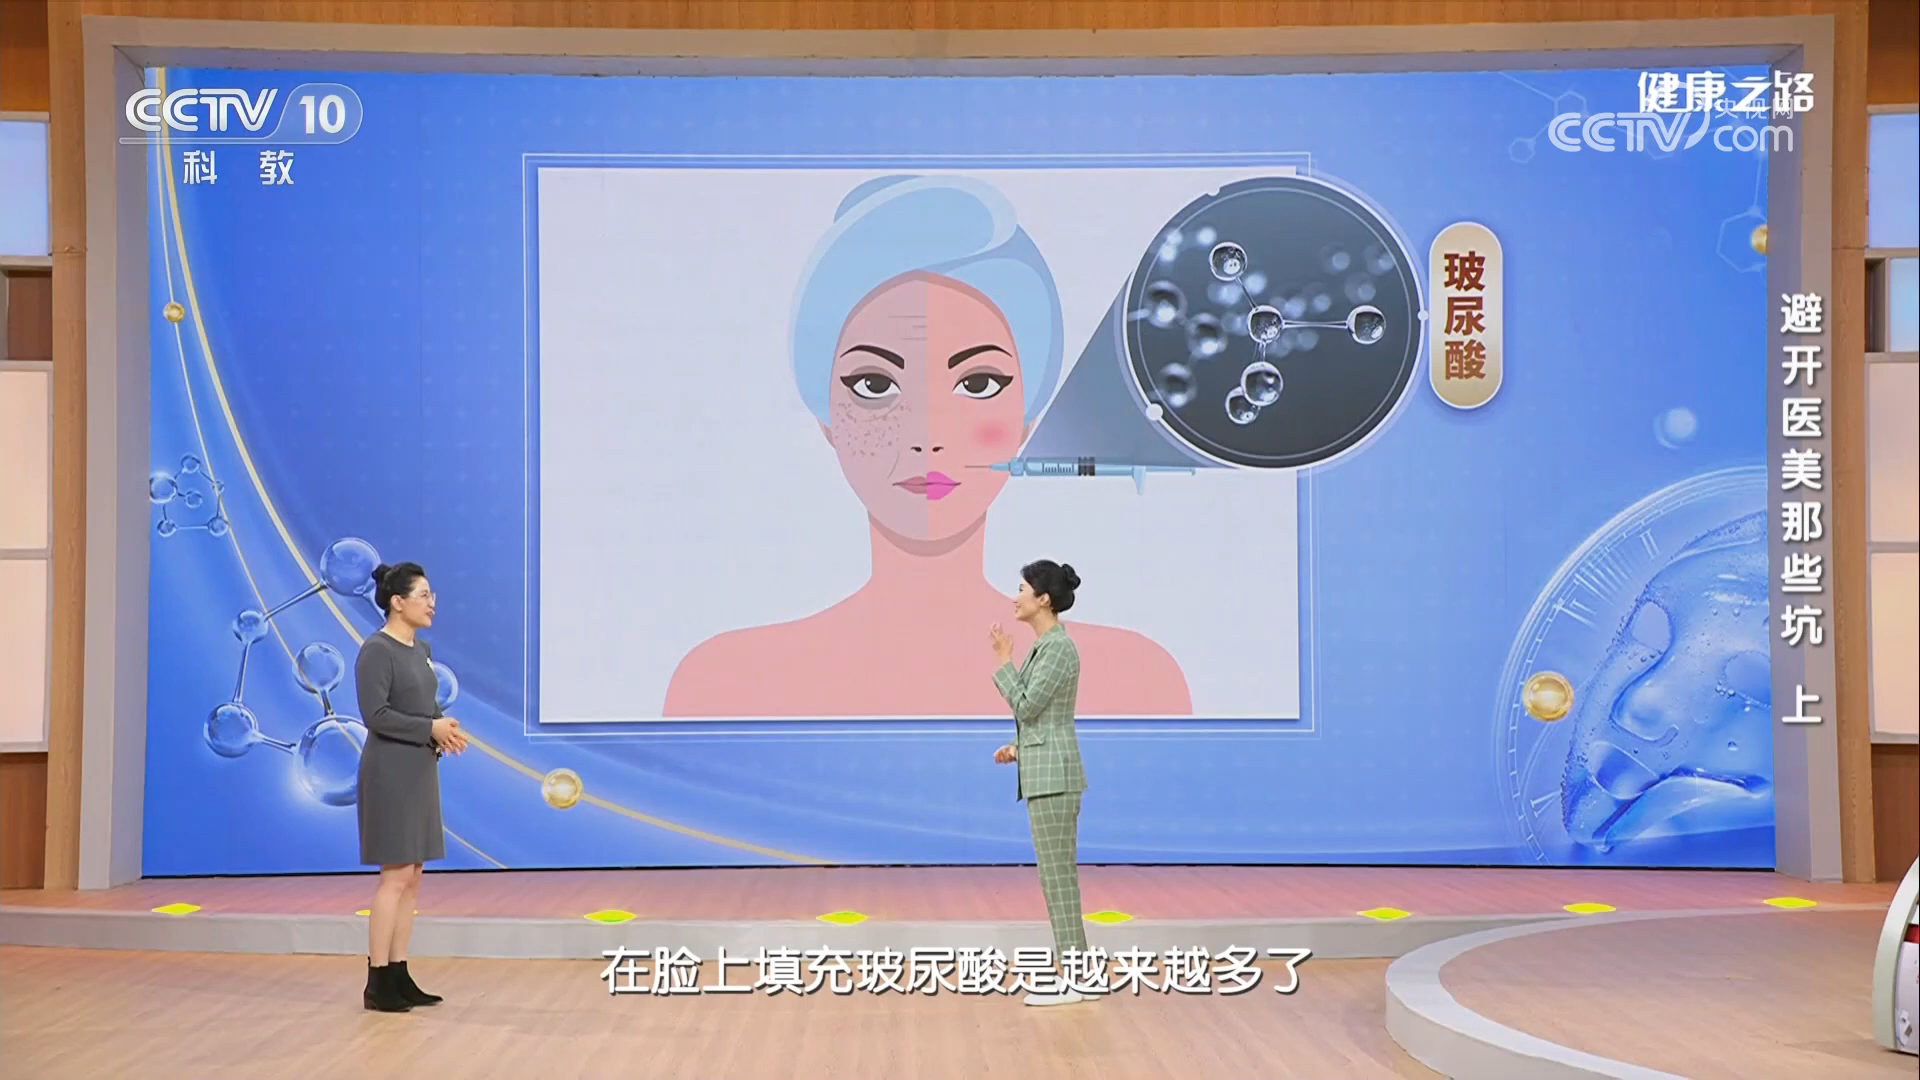 CCTV 10
科教
健康之路
央视网
CCTV.com
玻尿酸
避开医美那些坑 上
在脸上填充玻尿酸是越来越多了